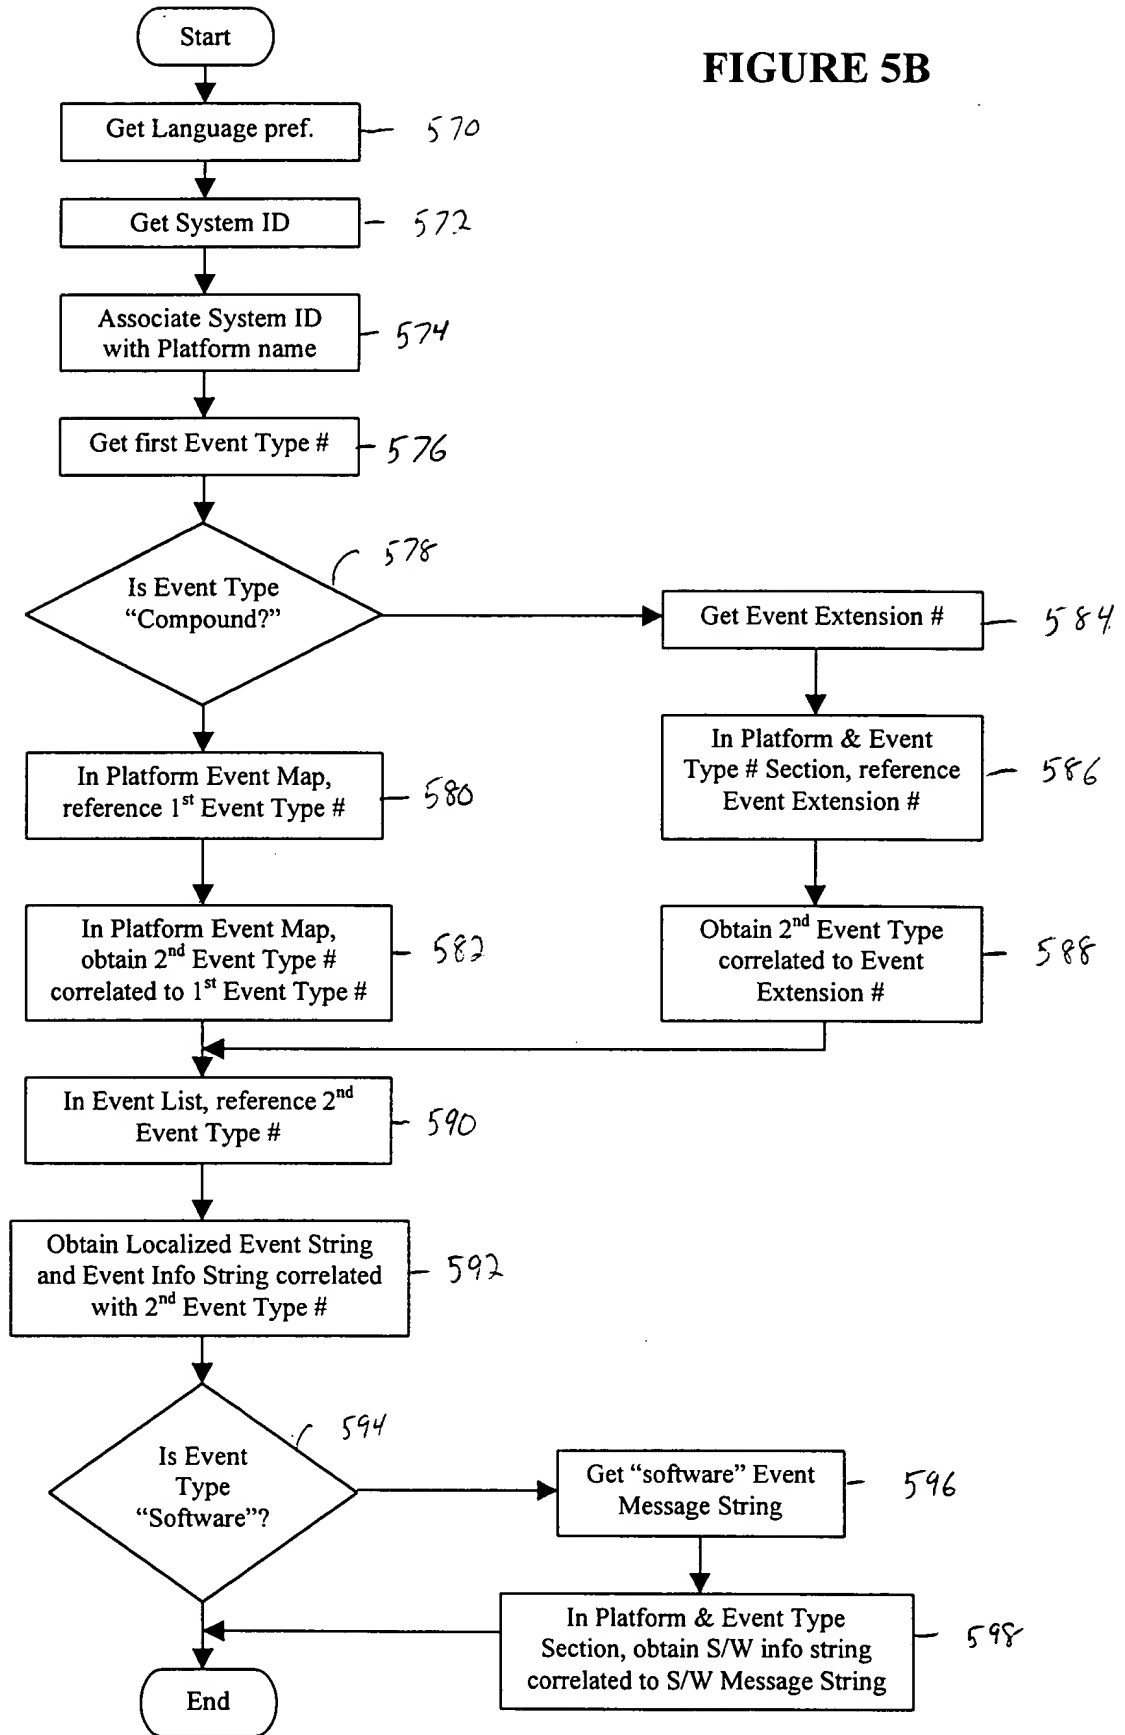 Start
FIGURE 5B
Get Language pref.
570
Get System ID
572
Associate System ID
with Platform name
574
Get first Event Type #
576
Is Event Type
“Compound?”
578
Get Event Extension #
584
In Platform & Event
Type # Section, reference
Event Extension #
586
In Platform Event Map,
reference 1st Event Type #
580
In Platform Event Map,
obtain 2nd Event Type #
correlated to 1st Event Type #
582
Obtain 2nd Event Type
correlated to Event
Extension #
588
In Event List, reference 2nd
Event Type #
590
Obtain Localized Event String
and Event Info String correlated
with 2nd Event Type #
592
Is Event
Type
“Software”?
594
Get “software” Event
Message String
596
In Platform & Event Type
Section, obtain S/W info string
correlated to S/W Message String
598
End